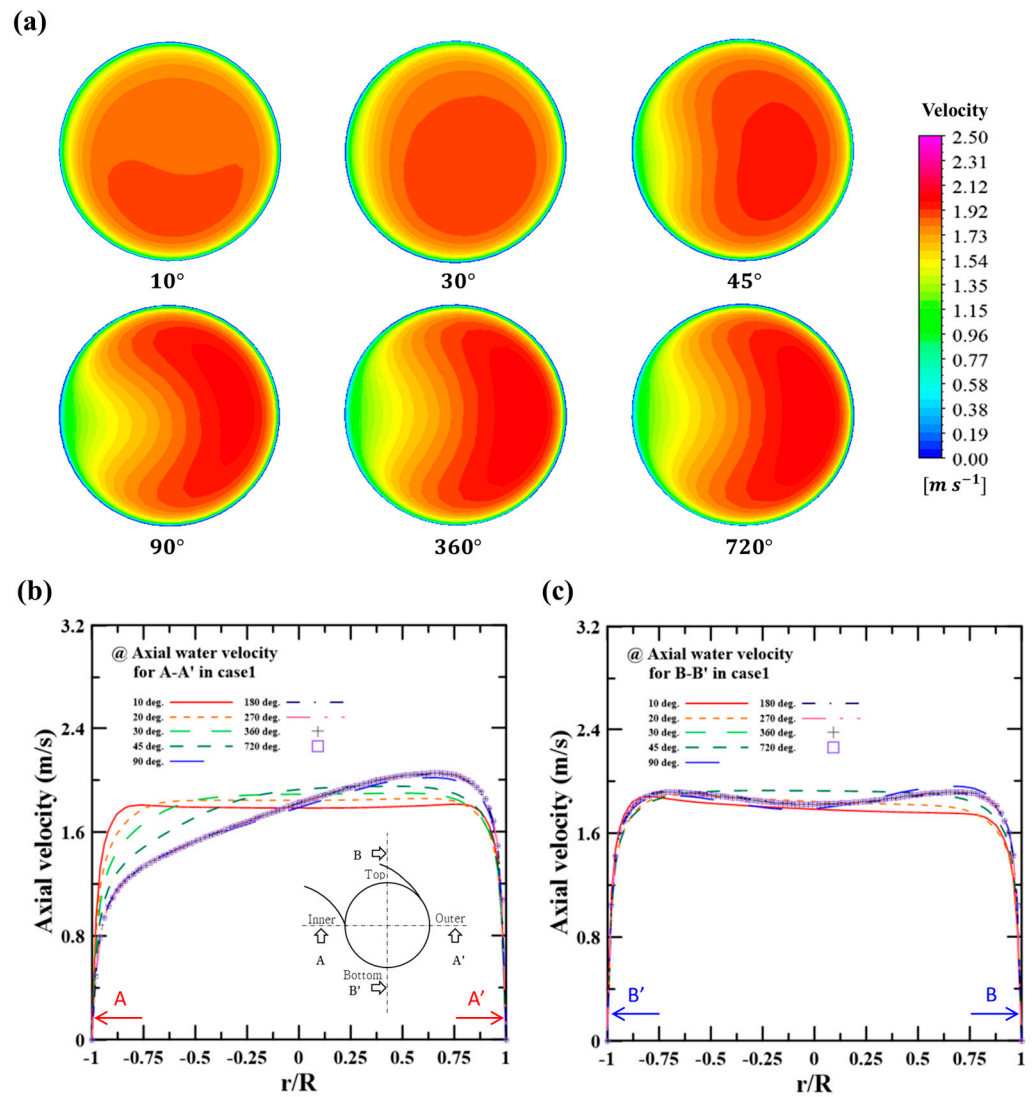 (a)
Velocity
2.50
2.31
2.12
1.92
1.73
1.54
1.35
1.15
0.96
0.77
0.58
0.38
0.19
0.00
[m s⁻¹]
10° 30° 45°
90° 360° 720°
(b)
3.2
2.4
1.6
0.8
0
Axial velocity (m/s)
@ Axial water velocity
for A-A' in case1
10 deg. 180 deg.
20 deg. 270 deg.
30 deg. 360 deg.
45 deg. 720 deg.
90 deg.
B
Top
Inner Outer
A A'
Bottom
B'
A A'
-1 -0.75 -0.5 -0.25 0 0.25 0.5 0.75 1
r/R
(c)
3.2
2.4
1.6
0.8
0
Axial velocity (m/s)
@ Axial water velocity
for B-B' in case1
10 deg. 180 deg.
20 deg. 270 deg.
30 deg. 360 deg.
45 deg. 720 deg.
90 deg.
B’ B
-1 -0.75 -0.5 -0.25 0 0.25 0.5 0.75 1
r/R